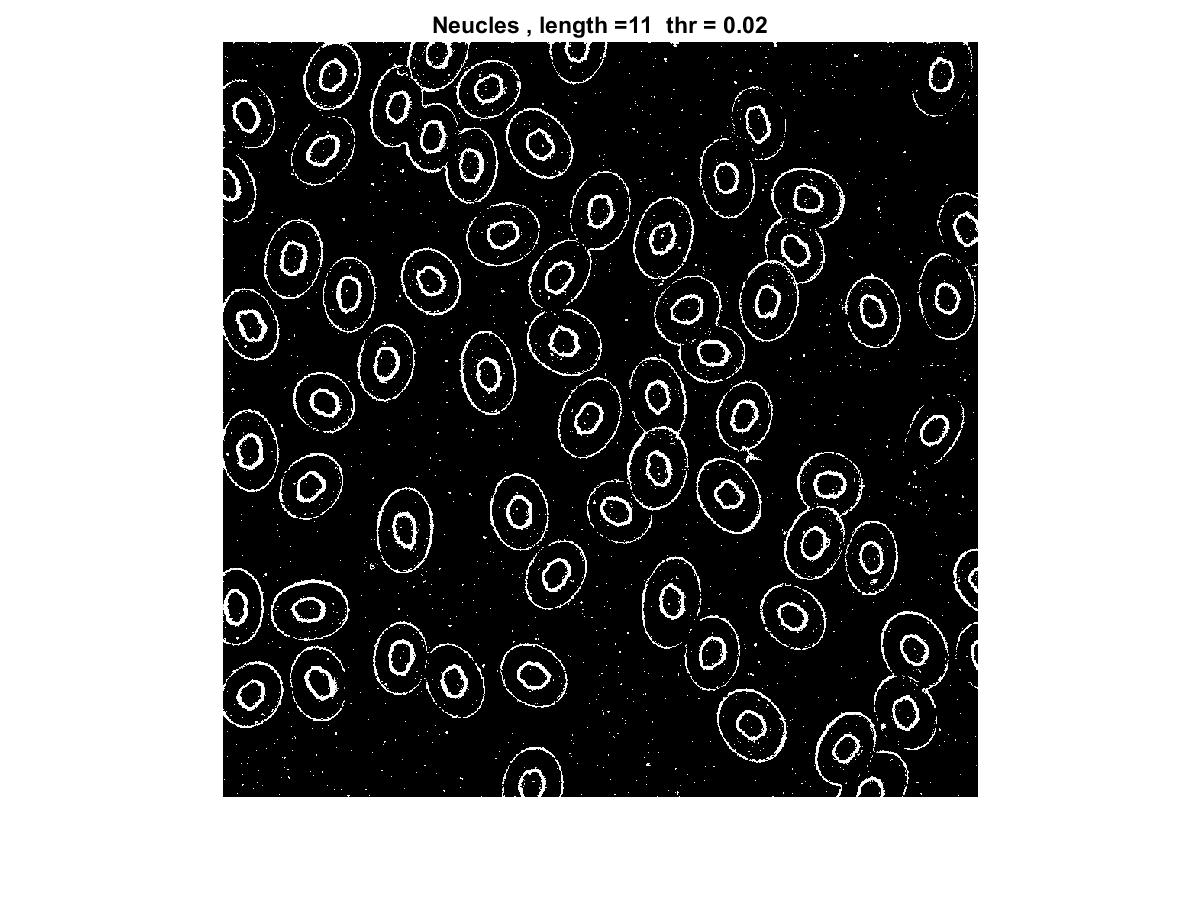 Neucles , length =11  thr = 0.02